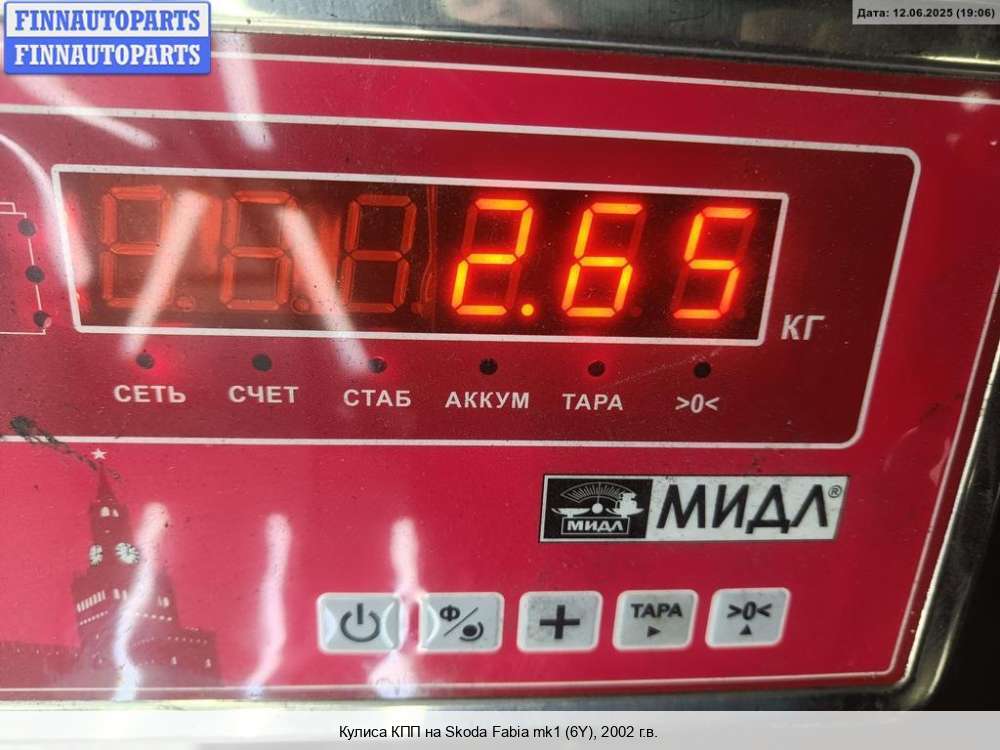 FINNAUTOPARTS
FINNAUTOPARTS
Дата: 12.06.2025 (19:06)
2.65
КГ
СЕТЬ СЧЕТ СТАБ АККУМ ТАРА >0<
МИДЛ МИДЛ®
Ф/ + ТАРА >0<
Кулиса КПП на Skoda Fabia mk1 (6Y), 2002 г.в.